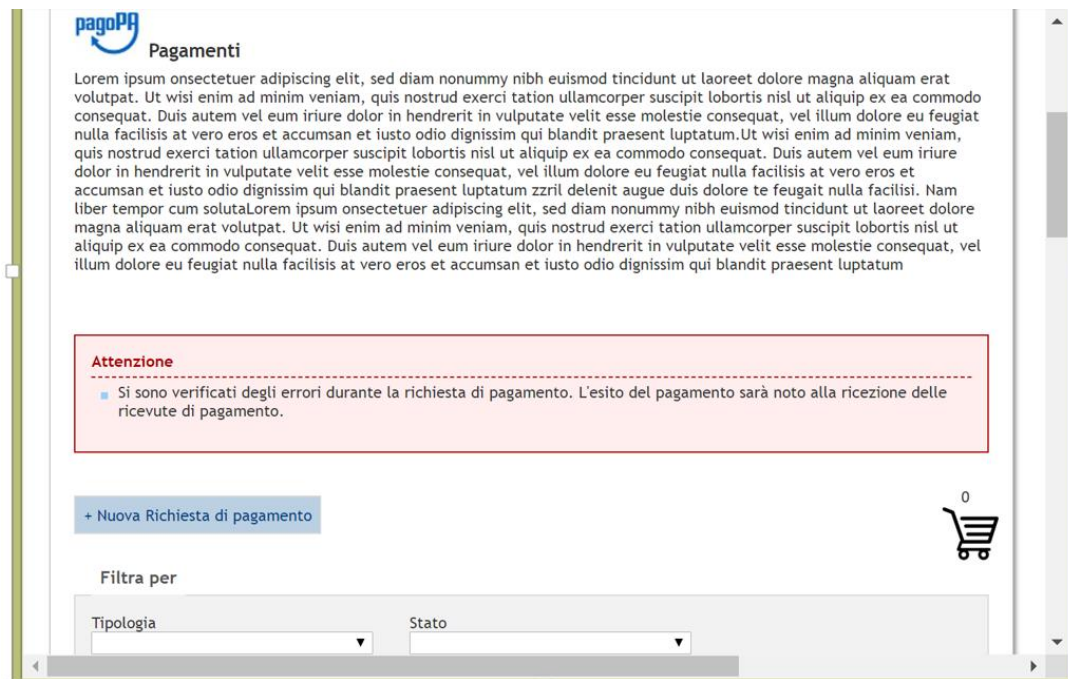 pagoPA
Pagamenti
Lorem ipsum onsectetuer adipiscing elit, sed diam nonummy nibh euismod tincidunt ut laoreet dolore magna aliquam erat
volutpat. Ut wisi enim ad minim veniam, quis nostrud exerci tation ullamcorper suscipit lobortis nisl ut aliquip ex ea commodo
consequat. Duis autem vel eum iriure dolor in hendrerit in vulputate velit esse molestie consequat, vel illum dolore eu feugiat
nulla facilisis at vero eros et accumsan et iusto odio dignissim qui blandit praesent luptatum.Ut wisi enim ad minim veniam,
quis nostrud exerci tation ullamcorper suscipit lobortis nisl ut aliquip ex ea commodo consequat. Duis autem vel eum iriure
dolor in hendrerit in vulputate velit esse molestie consequat, vel illum dolore eu feugiat nulla facilisis at vero eros et
accumsan et iusto odio dignissim qui blandit praesent luptatum zzril delenit augue duis dolore te feugait nulla facilisi. Nam
liber tempor cum solutaLorem ipsum onsectetuer adipiscing elit, sed diam nonummy nibh euismod tincidunt ut laoreet dolore
magna aliquam erat volutpat. Ut wisi enim ad minim veniam, quis nostrud exerci tation ullamcorper suscipit lobortis nisl ut
aliquip ex ea commodo consequat. Duis autem vel eum iriure dolor in hendrerit in vulputate velit esse molestie consequat, vel
illum dolore eu feugiat nulla facilisis at vero eros et accumsan et iusto odio dignissim qui blandit praesent luptatum
Attenzione
Si sono verificati degli errori durante la richiesta di pagamento. L'esito del pagamento sarà noto alla ricezione delle
ricevute di pagamento.
+ Nuova Richiesta di pagamento
0
Filtra per
Tipologia
Stato